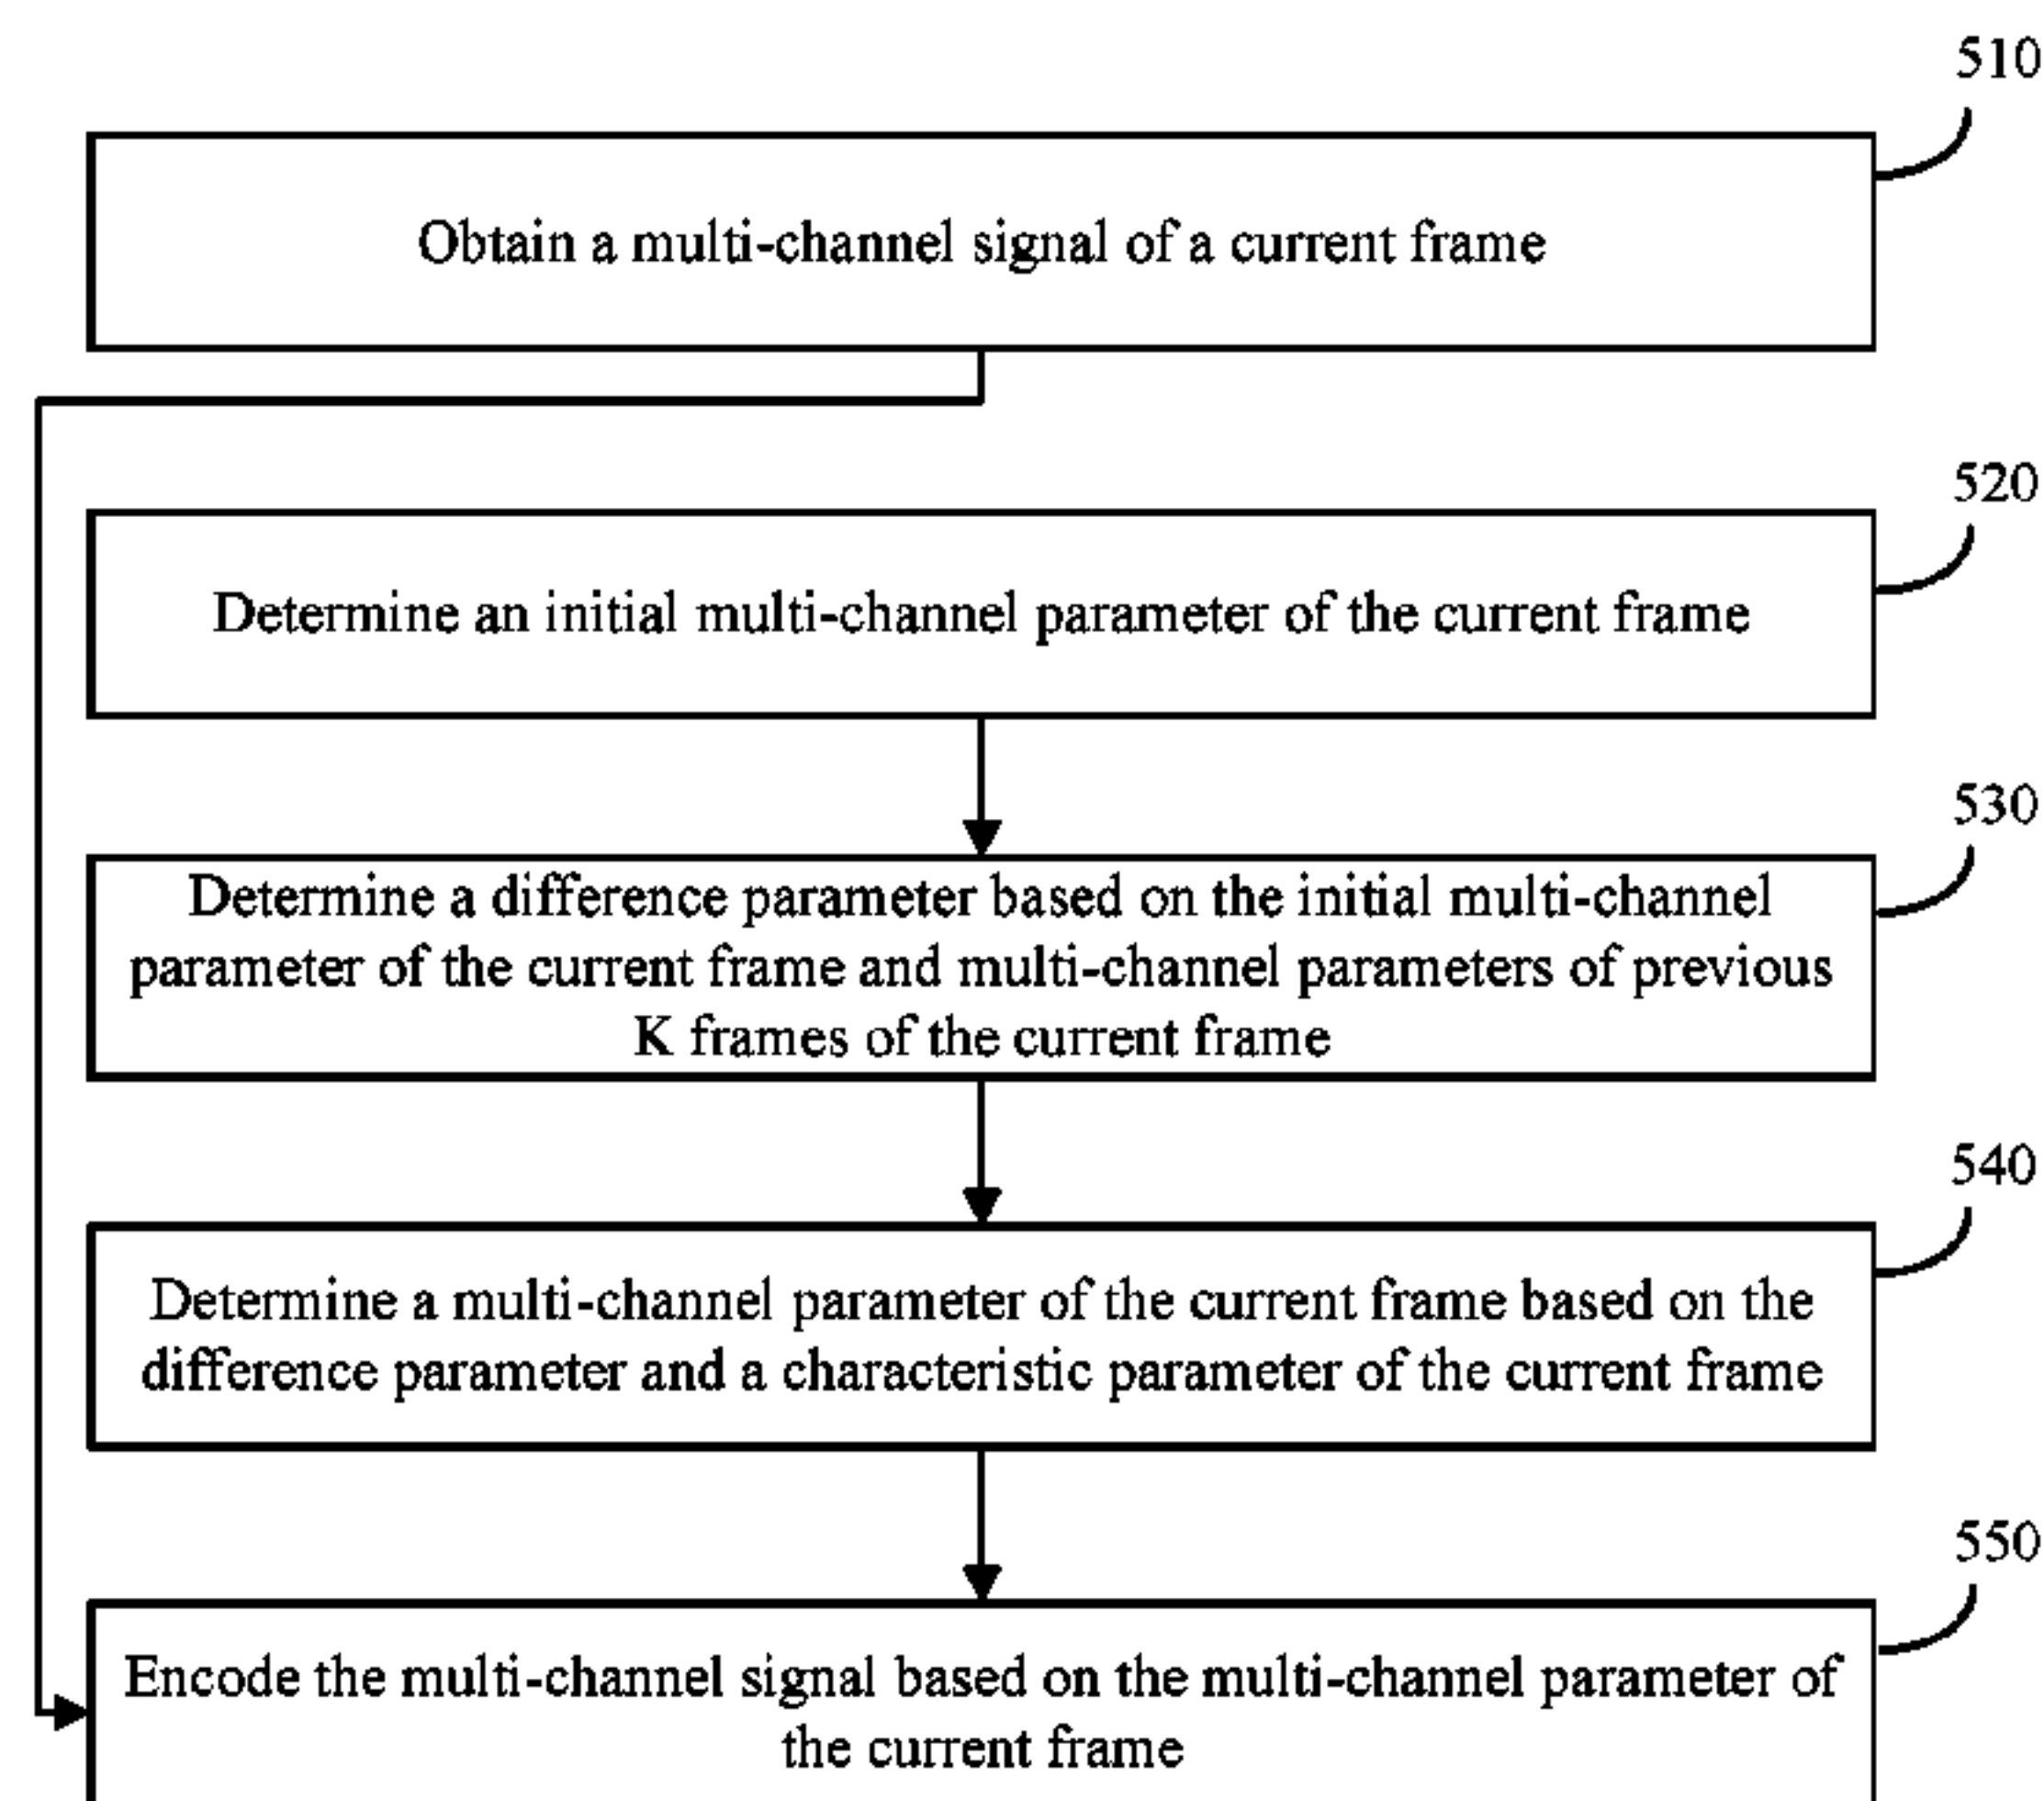 510
Obtain a multi-channel signal of a current frame
520
Determine an initial multi-channel parameter of the current frame
530
Determine a difference parameter based on the initial multi-channel
parameter of the current frame and multi-channel parameters of previous
K frames of the current frame
540
Determine a multi-channel parameter of the current frame based on the
difference parameter and a characteristic parameter of the current frame
550
Encode the multi-channel signal based on the multi-channel parameter of
the current frame